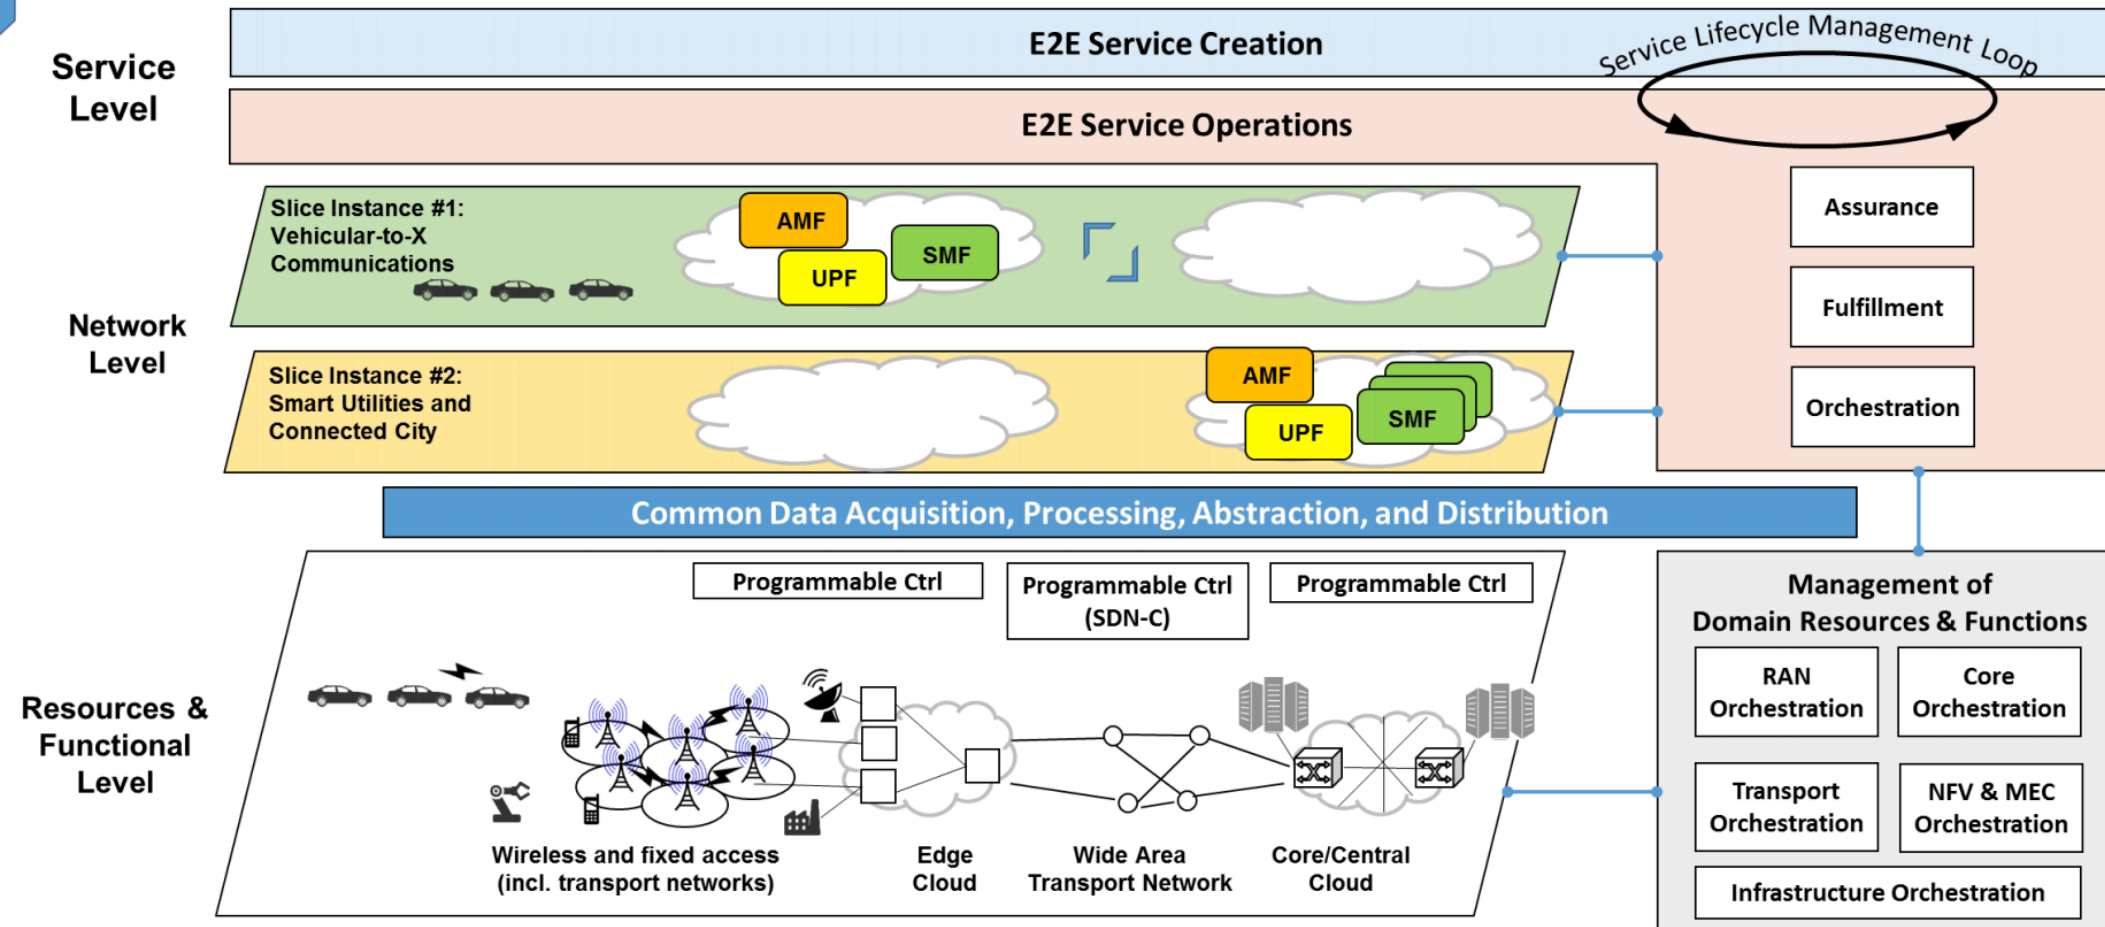 Service
Level
E2E Service Creation
Service Lifecycle Management Loop
E2E Service Operations
Network
Level
Slice Instance #1:
Vehicular-to-X
Communications
AMF
SMF
UPF
Slice Instance #2:
Smart Utilities and
Connected City
AMF
SMF
UPF
Assurance
Fulfillment
Orchestration
Common Data Acquisition, Processing, Abstraction, and Distribution
Resources &
Functional
Level
Programmable Ctrl
Programmable Ctrl
(SDN-C)
Programmable Ctrl
Wireless and fixed access
(incl. transport networks)
Edge
Cloud
Wide Area
Transport Network
Core/Central
Cloud
Management of
Domain Resources & Functions
RAN
Orchestration
Core
Orchestration
Transport
Orchestration
NFV & MEC
Orchestration
Infrastructure Orchestration